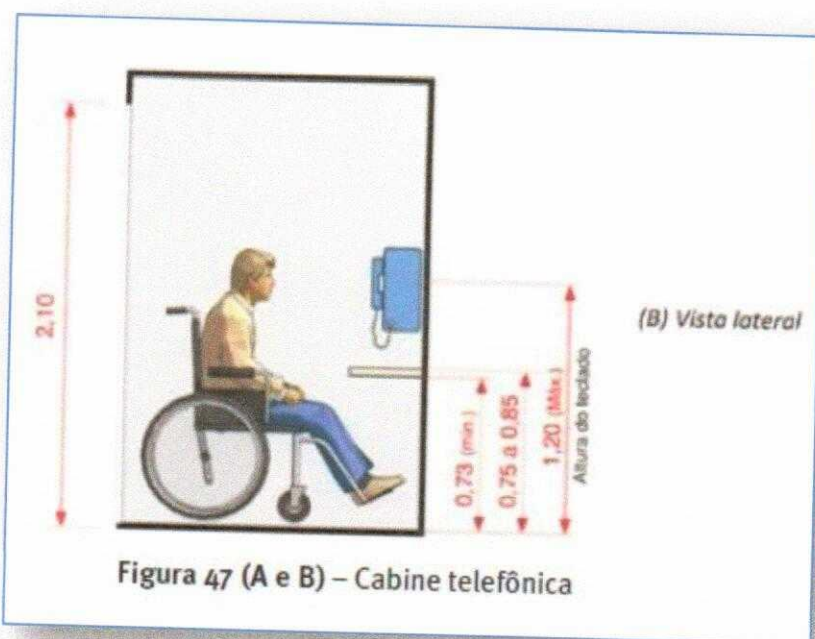 2,10
(B) Vista lateral
0,73 (min.)
0,75 a 0,85
1,20 (Máx.)
Altura do teclado
Figura 47 (A e B) – Cabine telefônica